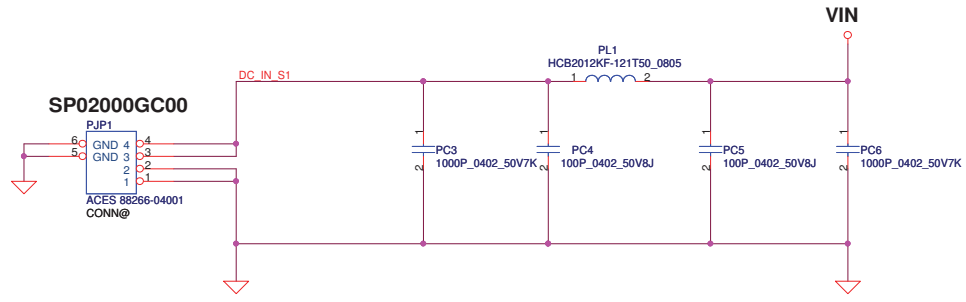 VIN
PL1
HCB2012KF-121T50_0805
DC_IN_S1
1 2
SP02000GC00
PJP1
6 GND 4 4
5 GND 3 3
2 2
1 1
ACES 88266-04001
CONN@
1
PC3
1000P_0402_50V7K
2
1
PC4
100P_0402_50V8J
2
1
PC5
100P_0402_50V8J
2
1
PC6
1000P_0402_50V7K
2